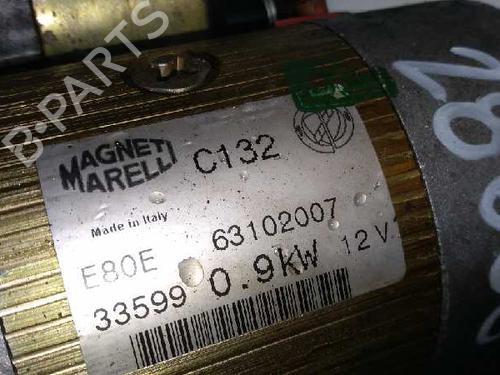 B-PARTS
MAGNETI
MARELLI
C132
Made in Italy
63102007
E80E
12V
33599
0.9KW